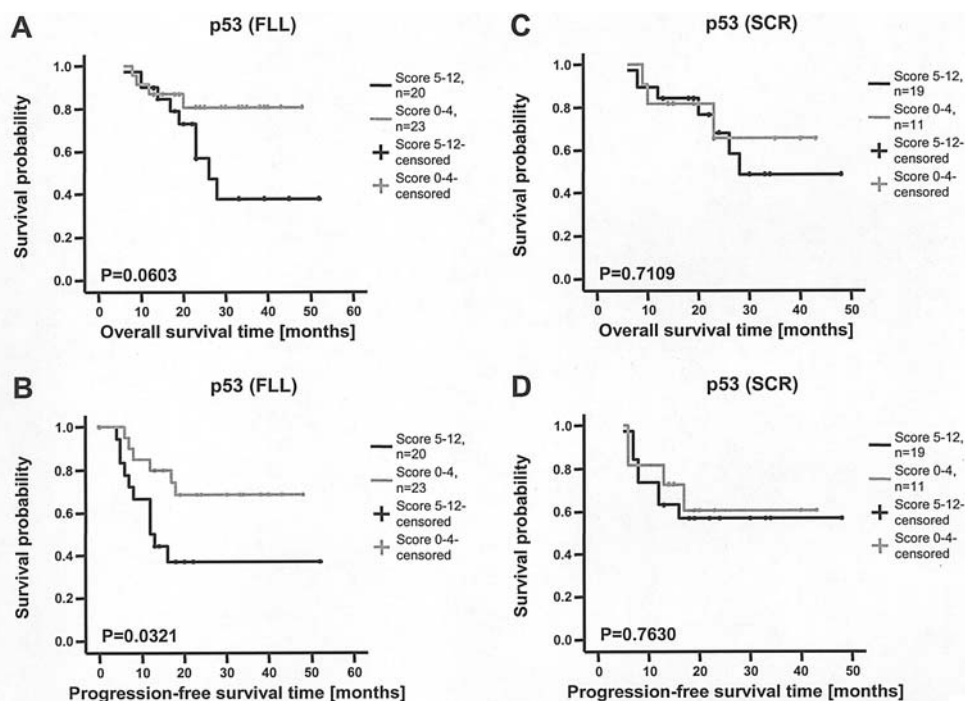 A
p53 (FLL)
Survival probability
1.0
0.8
0.6
0.4
0.2
0.0
P=0.0603
0 10 20 30 40 50 60
Overall survival time [months]
Score 5-12,
n=20
Score 0-4,
n=23
Score 5-12-
censored
Score 0-4-
censored
C
p53 (SCR)
Survival probability
1.0
0.8
0.6
0.4
0.2
0.0
P=0.7109
0 10 20 30 40 50
Overall survival time [months]
Score 5-12,
n=19
Score 0-4,
n=11
Score 5-12-
censored
Score 0-4-
censored
B
p53 (FLL)
Survival probability
1.0
0.8
0.6
0.4
0.2
0.0
P=0.0321
0 10 20 30 40 50 60
Progression-free survival time [months]
Score 5-12,
n=20
Score 0-4,
n=23
Score 5-12-
censored
Score 0-4-
censored
D
p53 (SCR)
Survival probability
1.0
0.8
0.6
0.4
0.2
0.0
P=0.7630
0 10 20 30 40 50
Progression-free survival time [months]
Score 5-12,
n=19
Score 0-4,
n=11
Score 5-12-
censored
Score 0-4-
censored